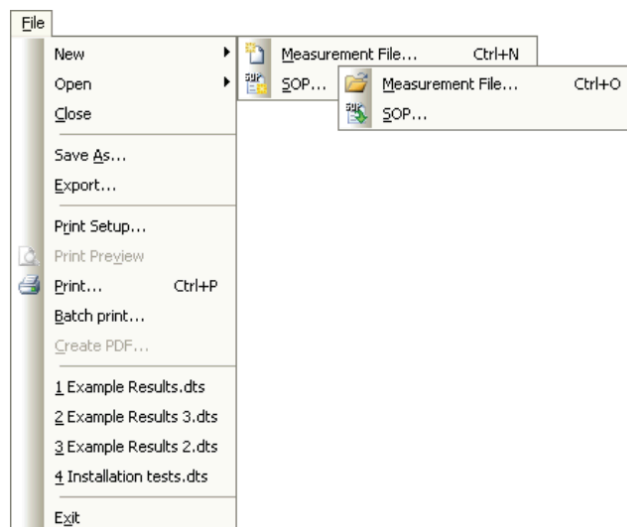 File
New
Measurement File... Ctrl+N
Open
SOP...
Measurement File... Ctrl+O
Close
SOP...
Save As...
Export...
Print Setup...
Print Preview
Print... Ctrl+P
Batch print...
Create PDF...
1 Example Results.dts
2 Example Results 3.dts
3 Example Results 2.dts
4 Installation tests.dts
Exit